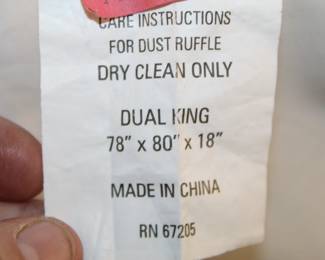 CARE INSTRUCTIONS
FOR DUST RUFFLE
DRY CLEAN ONLY
DUAL KING
78" x 80" x 18"
MADE IN CHINA
RN 67205